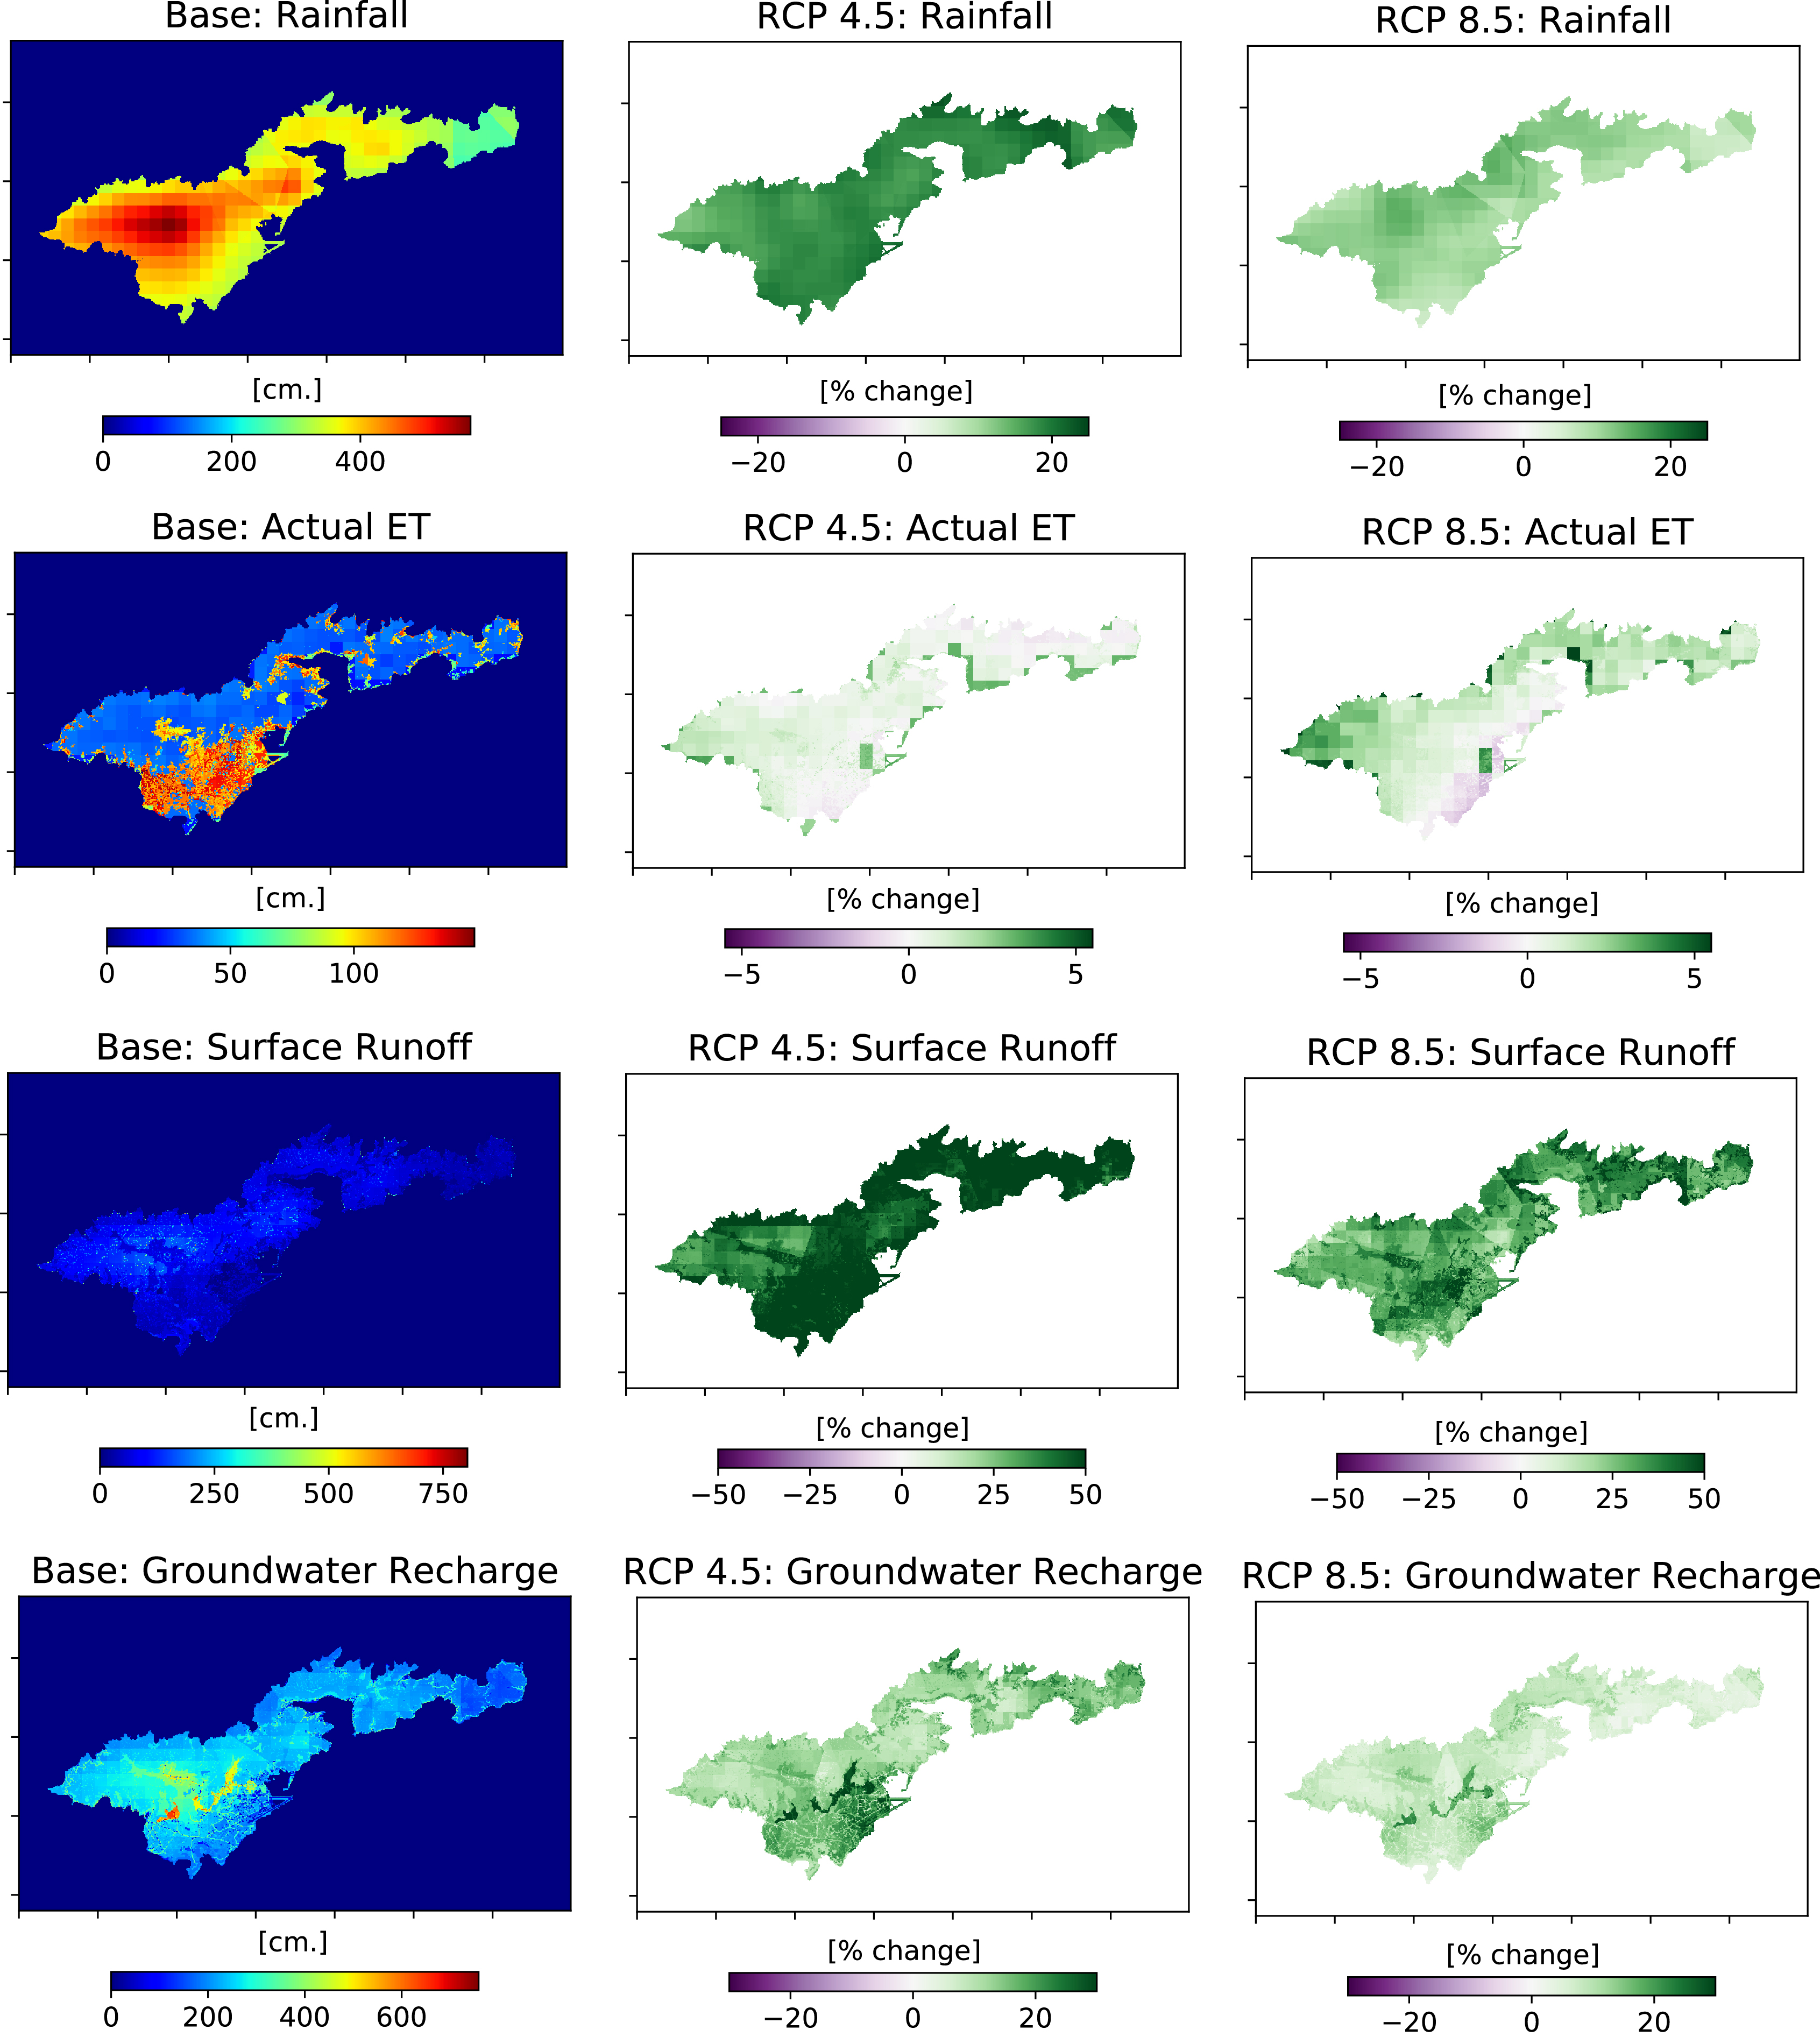 Base: Rainfall
RCP 4.5: Rainfall
RCP 8.5: Rainfall
[cm.]
[% change]
[% change]
0 200 400
−20 0 20
−20 0 20
Base: Actual ET
RCP 4.5: Actual ET
RCP 8.5: Actual ET
[cm.]
[% change]
[% change]
0 50 100
−5 0 5
−5 0 5
Base: Surface Runoff
RCP 4.5: Surface Runoff
RCP 8.5: Surface Runoff
[cm.]
[% change]
[% change]
0 250 500 750
−50 −25 0 25 50
−50 −25 0 25 50
Base: Groundwater Recharge
RCP 4.5: Groundwater Recharge
RCP 8.5: Groundwater Recharge
[cm.]
[% change]
[% change]
0 200 400 600
−20 0 20
−20 0 20